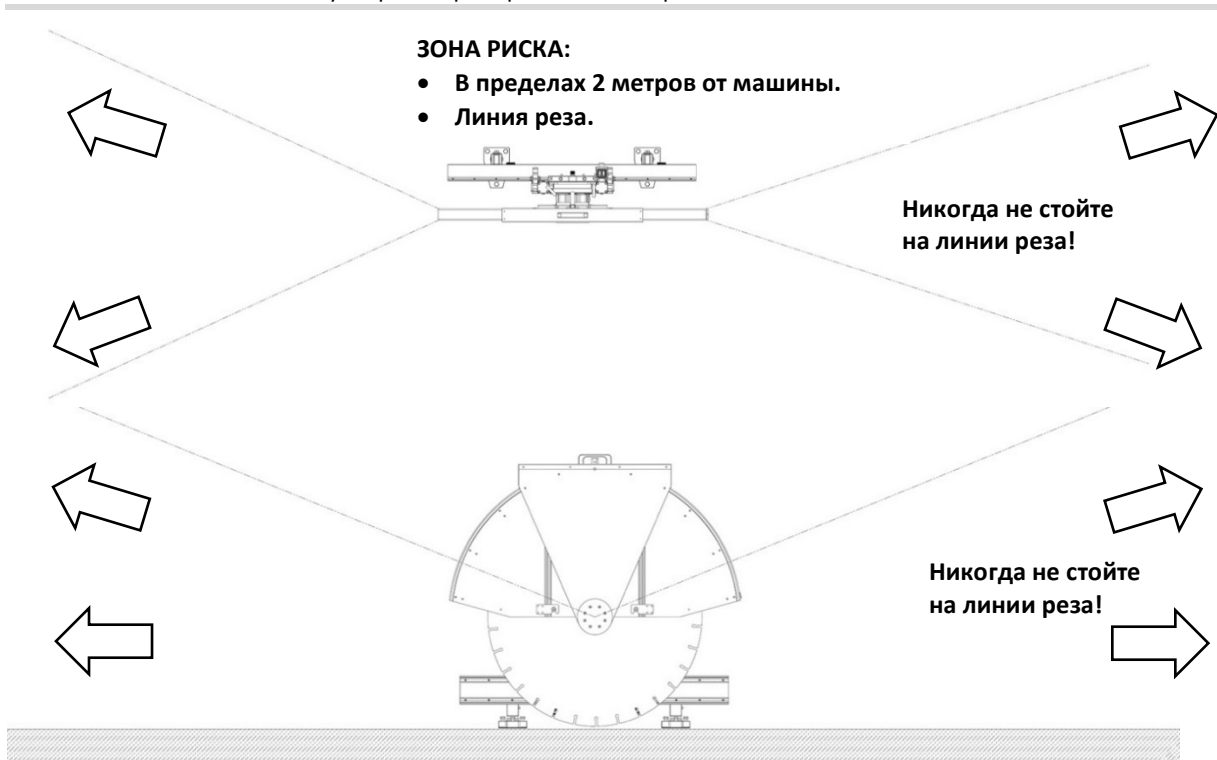 ЗОНА РИСКА:
• В пределах 2 метров от машины.
• Линия реза.
Никогда не стойте
на линии реза!
Никогда не стойте
на линии реза!